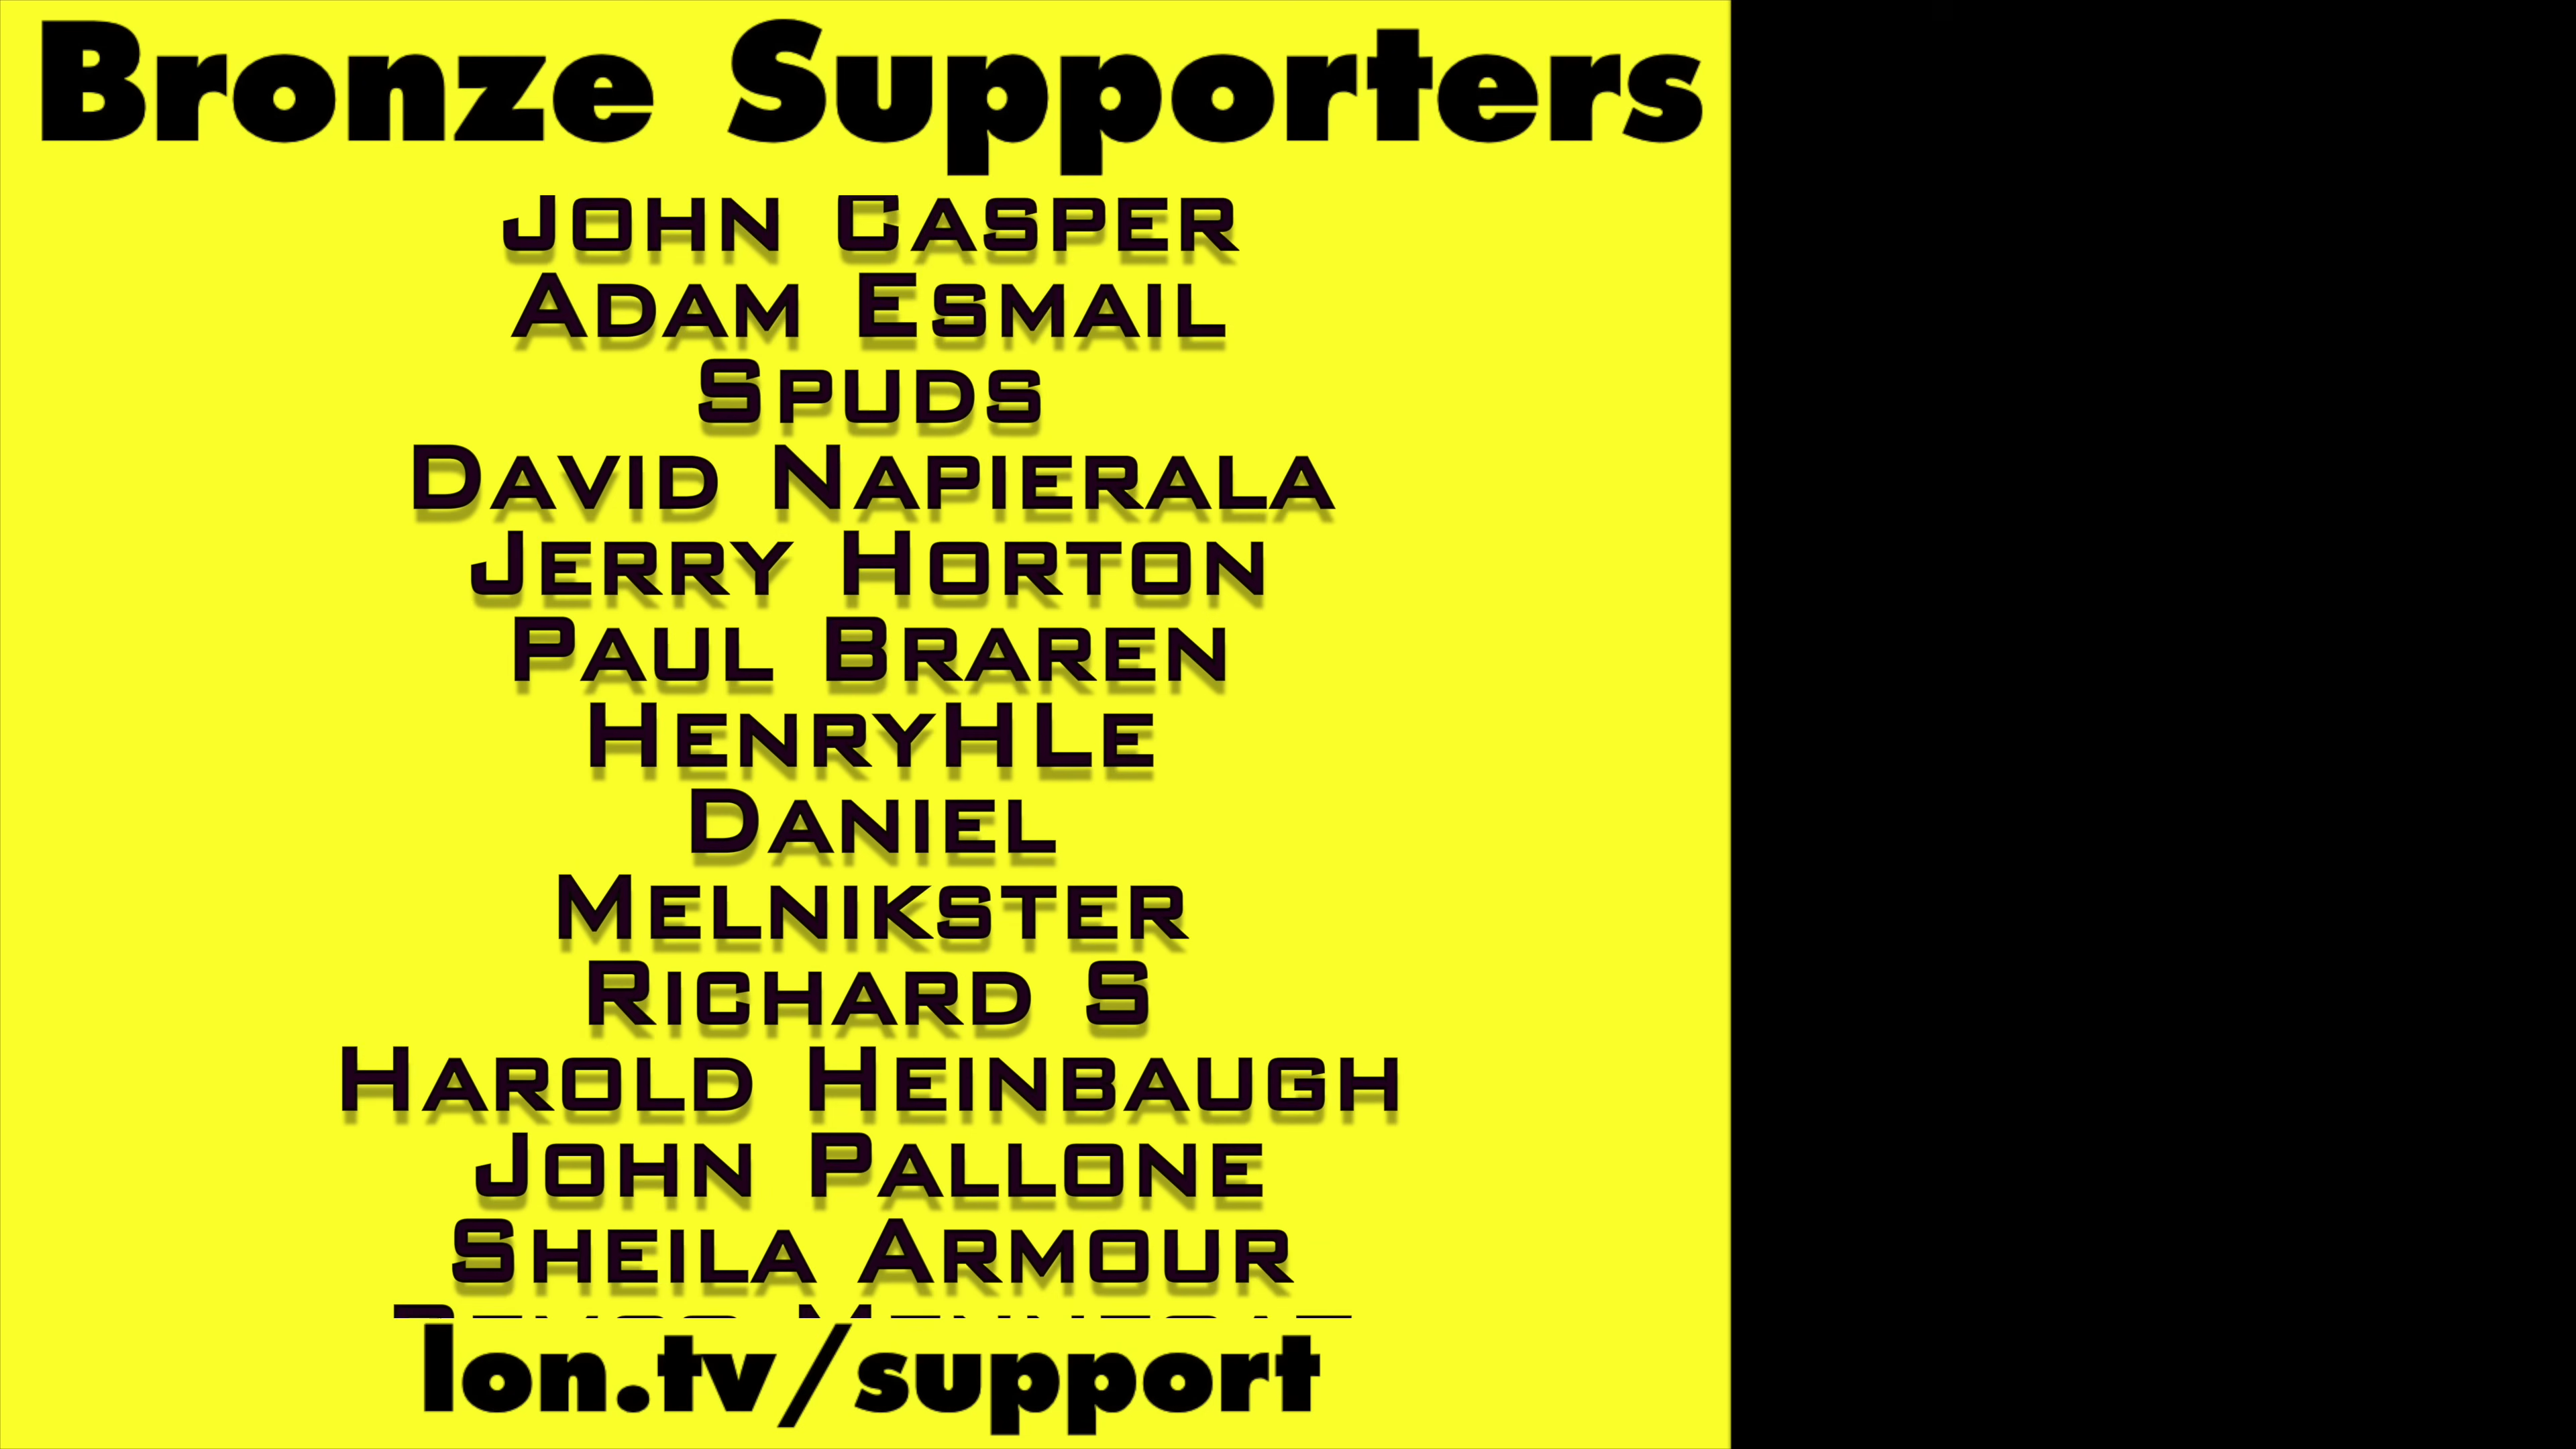 Bronze Supporters
John Casper
Adam Esmail
Spuds
David Napierala
Jerry Horton
Paul Braren
HenryHLe
Daniel
Melnikster
Richard S
Harold Heinbaugh
John Pallone
Sheila Armour
lon.tv/support